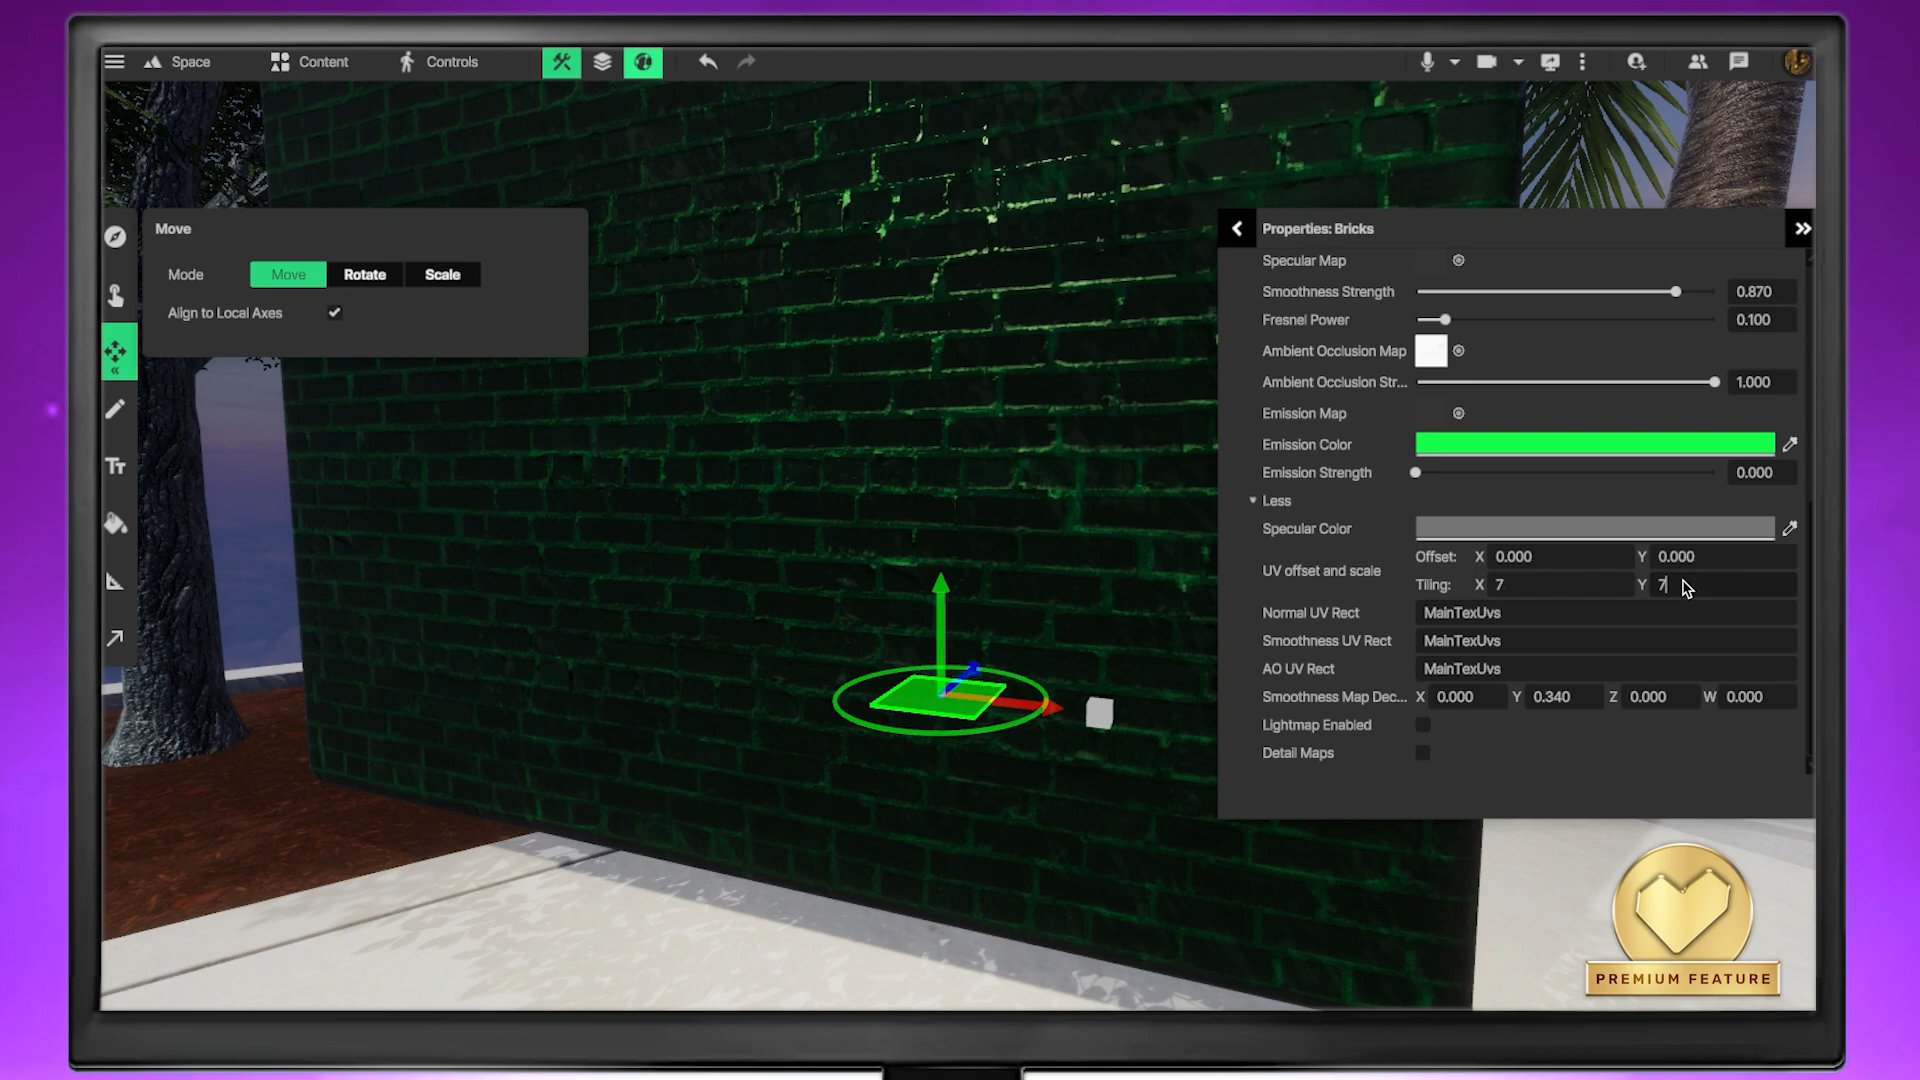 Space Content Controls
Move
Mode Move Rotate Scale
Align to Local Axes
Properties: Bricks
Specular Map
Smoothness Strength 0.870
Fresnel Power 0.100
Ambient Occlusion Map
Ambient Occlusion Str... 1.000
Emission Map
Emission Color
Emission Strength 0.000
Less
Specular Color
UV offset and scale
Offset: X 0.000 Y 0.000
Tiling: X 7 Y 7
Normal UV Rect MainTexUvs
Smoothness UV Rect MainTexUvs
AO UV Rect MainTexUvs
Smoothness Map Dec... X 0.000 Y 0.340 Z 0.000 W 0.000
Lightmap Enabled
Detail Maps
Tt
PREMIUM FEATURE